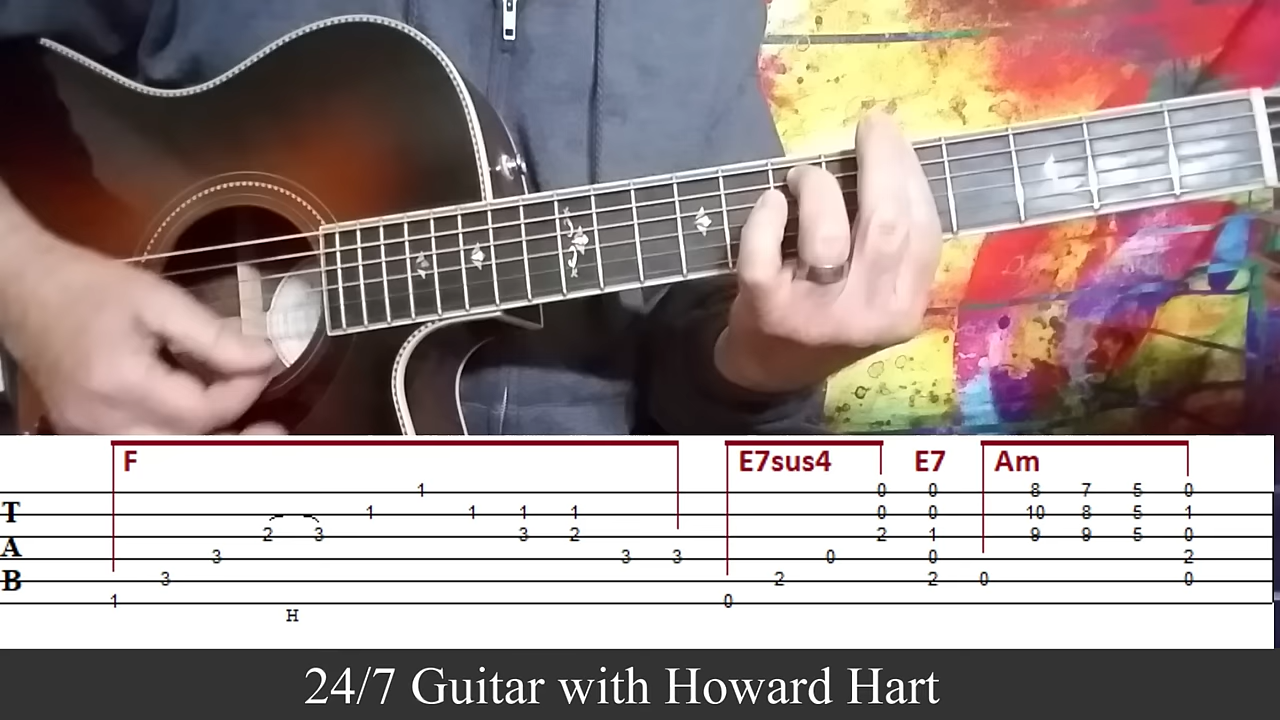 F E7sus4 E7 Am
T 1 0 0 8 7 5 0
1 1 1 1 0 0 10 8 5 1
A 2 3 3 2 2 1 9 9 5 0
3 3 3 0 0 2
B 3 2 2 0 0
1 0
H
24/7 Guitar with Howard Hart